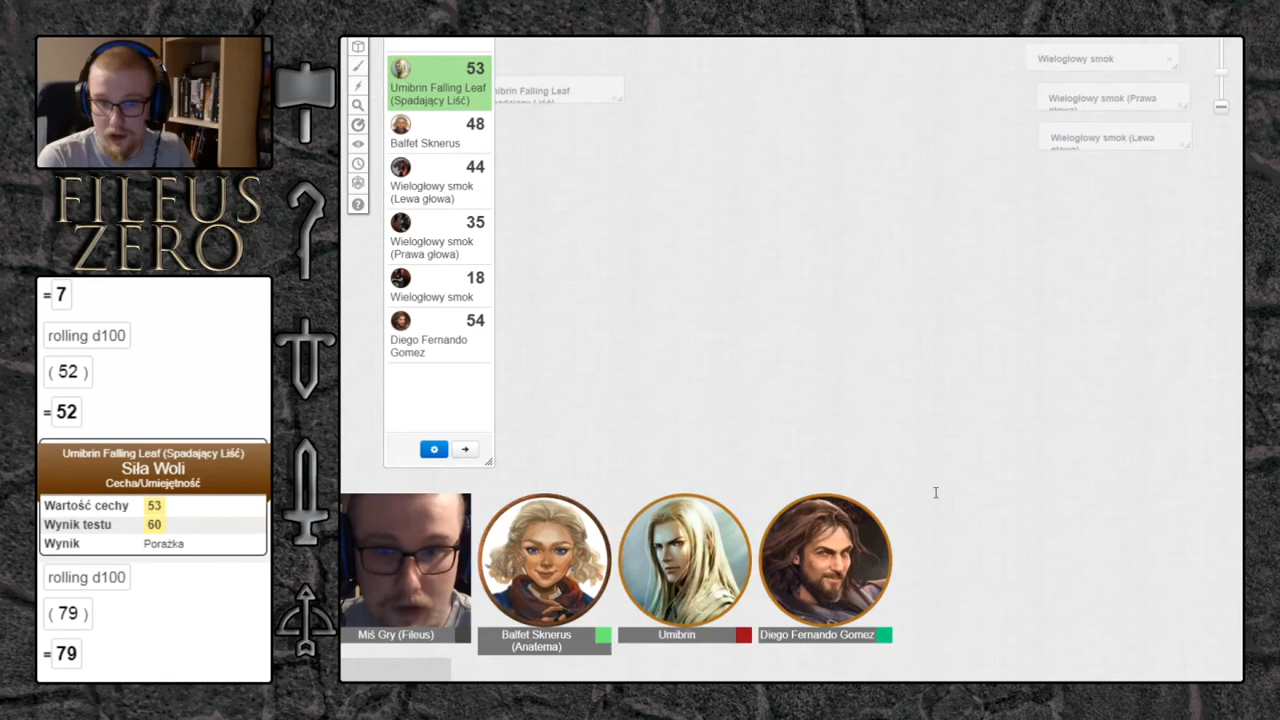 FILEUS
ZERO
=7
rolling d100
( 52 )
=52
Umibrin Falling Leaf (Spadający Liść)
Siła Woli
Cecha/Umiejętność
Wartość cechy 53
Wynik testu 60
Wynik Porażka
rolling d100
( 79 )
=79
53
Umibrin Falling Leaf
(Spadający Liść)
48
Balfet Sknerus
44
Wielogłowy smok
(Lewa głowa)
35
Wielogłowy smok
(Prawa głowa)
18
Wielogłowy smok
54
Diego Fernando
Gomez
Wielogłowy smok
Wielogłowy smok (Prawa
Wielogłowy smok (Lewa
Miś Gry (Fileus)
Balfet Sknerus
(Anatema)
Umibrin
Diego Fernando Gomez